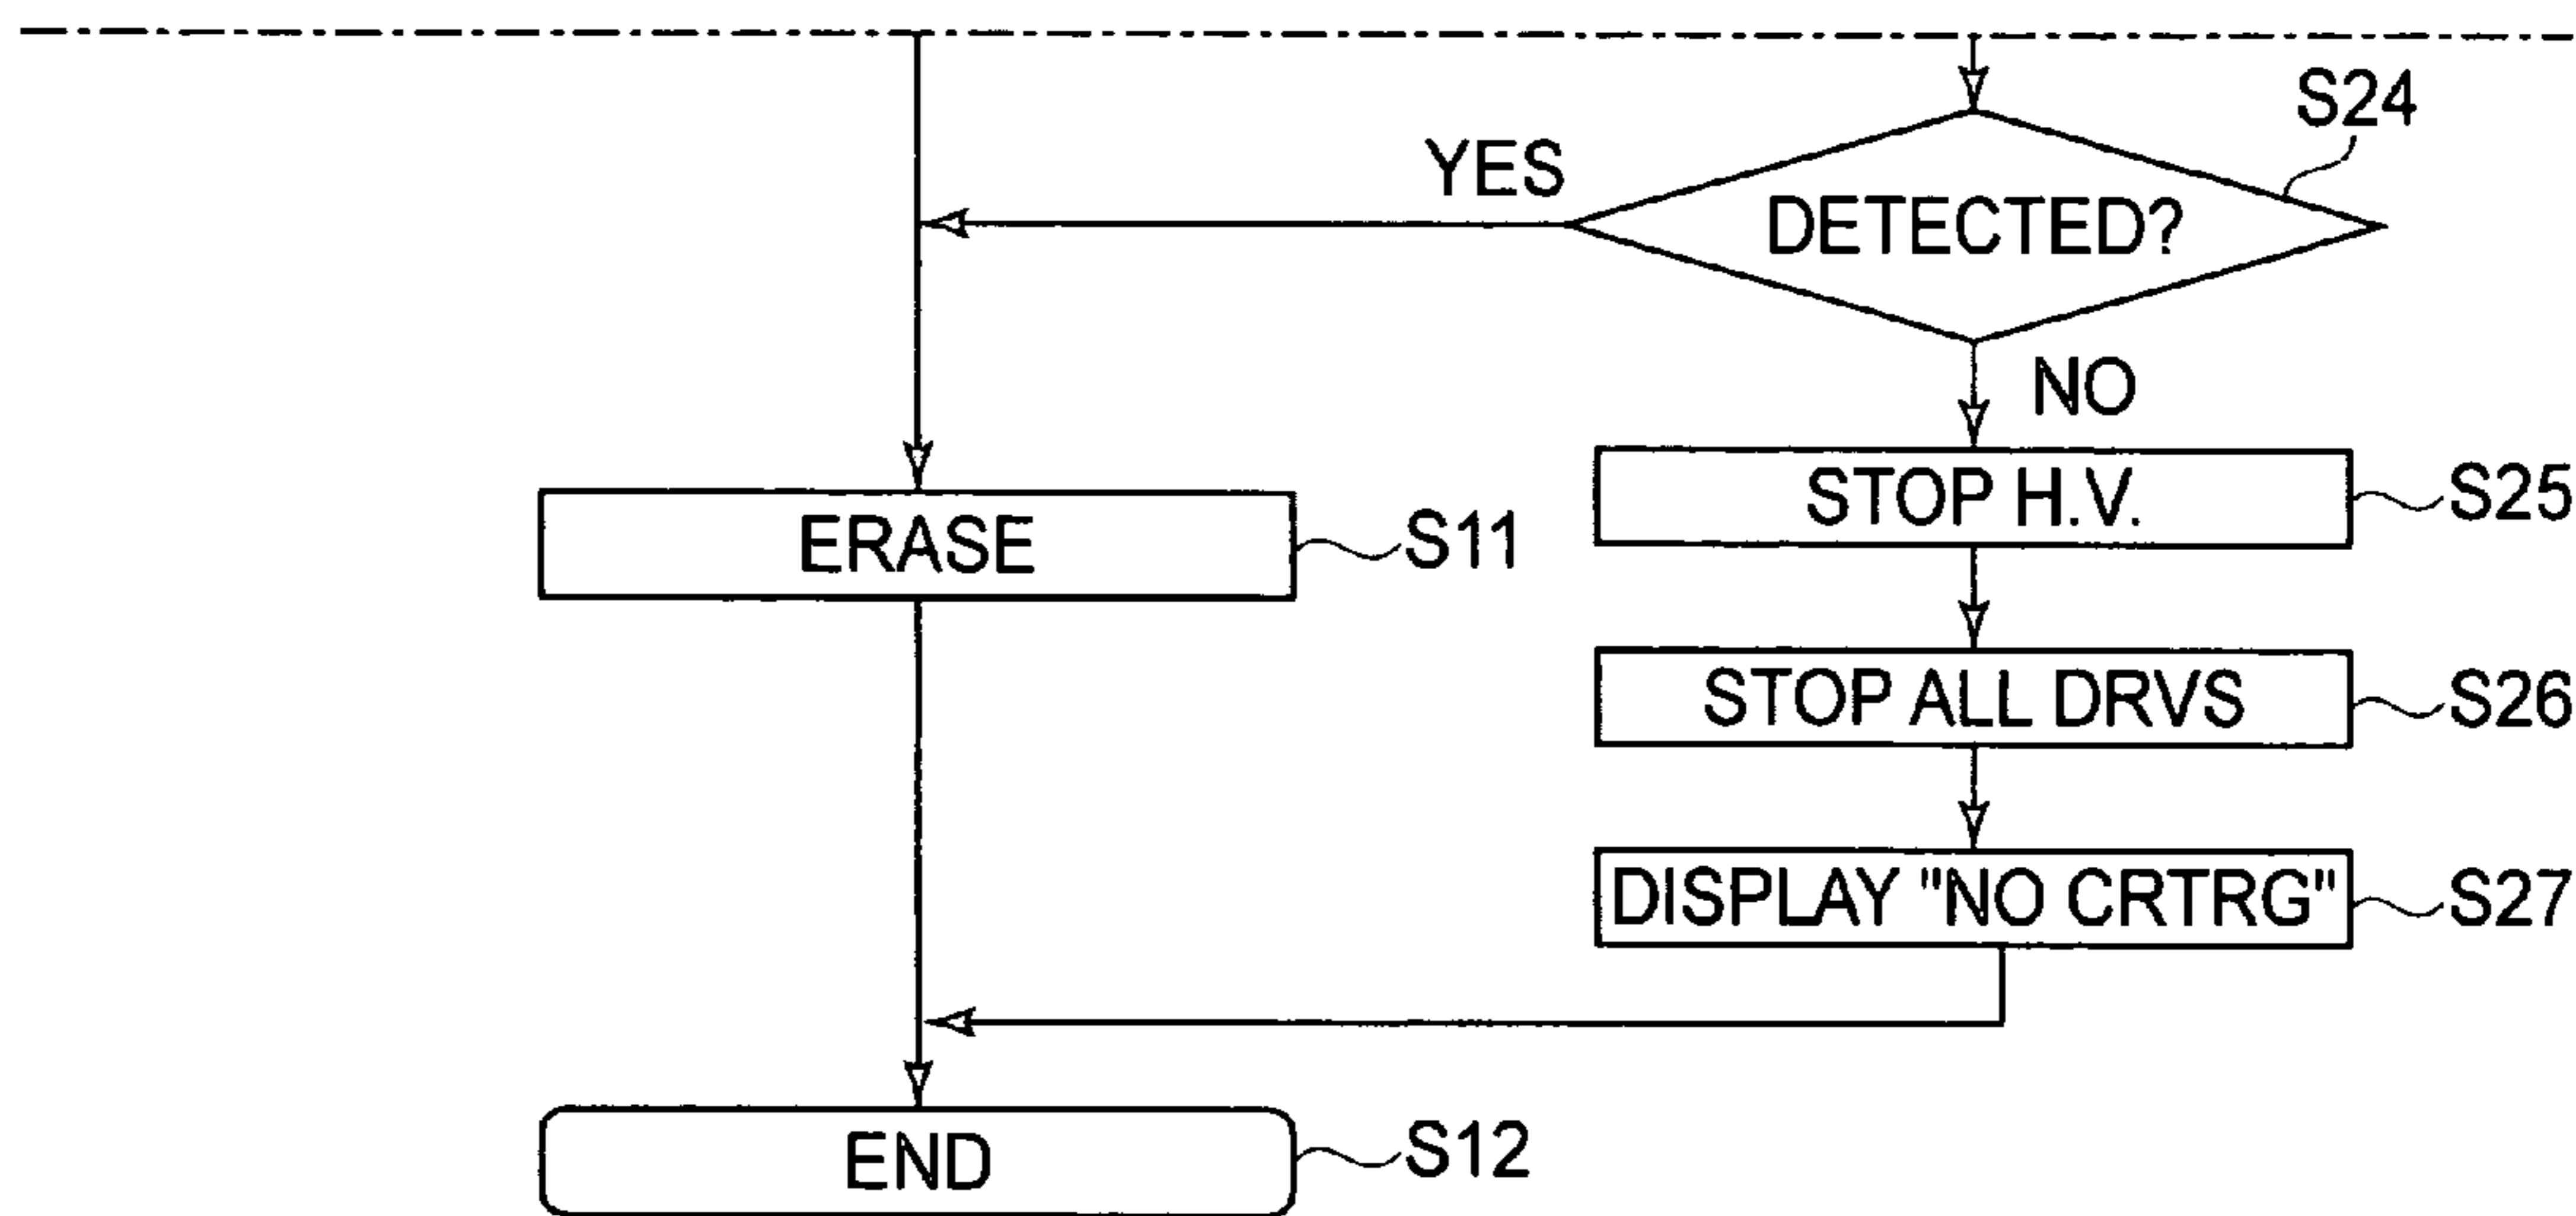 S24
YES
DETECTED?
NO
STOP H.V.
S25
ERASE
S11
STOP ALL DRVS
S26
DISPLAY "NO CRTRG"
S27
END
S12